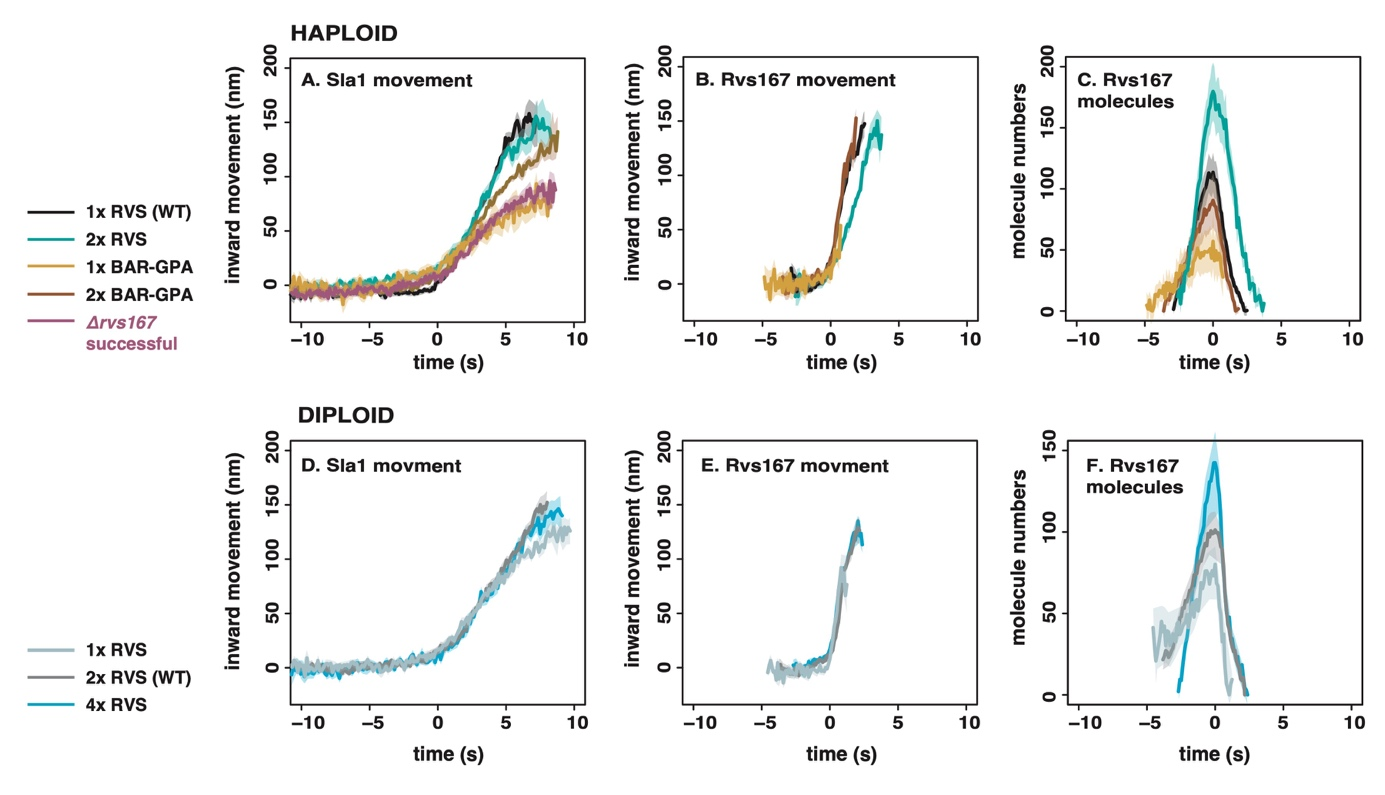 HAPLOID
A. Sla1 movement
inward movement (nm)
0 50 100 150 200
−10 −5 0 5 10
time (s)
B. Rvs167 movement
inward movement (nm)
0 50 100 150 200
−10 −5 0 5 10
time (s)
C. Rvs167
molecules
molecule numbers
0 50 100 150 200
−10 −5 0 5 10
time (s)
1x RVS (WT)
2x RVS
1x BAR-GPA
2x BAR-GPA
Δrvs167
successful
DIPLOID
D. Sla1 movment
inward movement (nm)
0 50 100 150 200
−10 −5 0 5 10
time (s)
E. Rvs167 movment
inward movement (nm)
0 50 100 150 200
−10 −5 0 5 10
time (s)
F. Rvs167
molecules
molecule numbers
0 50 100 150
−10 −5 0 5 10
time (s)
1x RVS
2x RVS (WT)
4x RVS